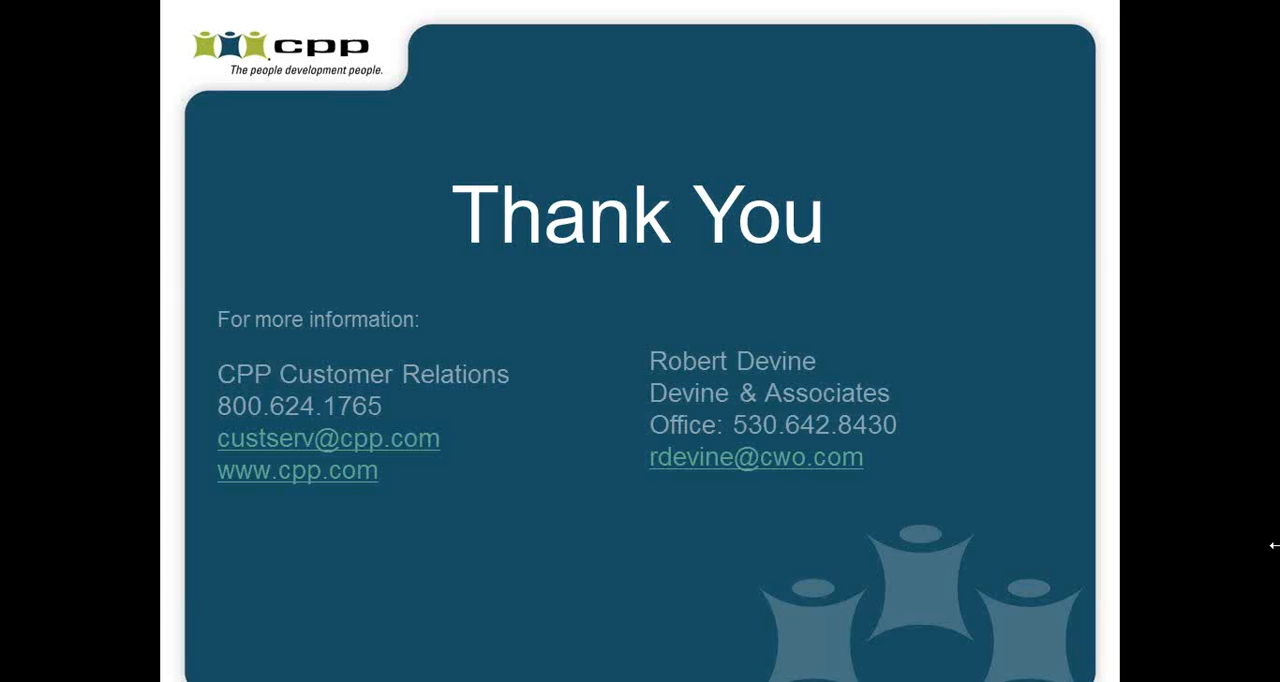 cpp
The people development people.
Thank You
For more information:
CPP Customer Relations
800.624.1765
custserv@cpp.com
www.cpp.com
Robert Devine
Devine & Associates
Office: 530.642.8430
rdevine@cwo.com